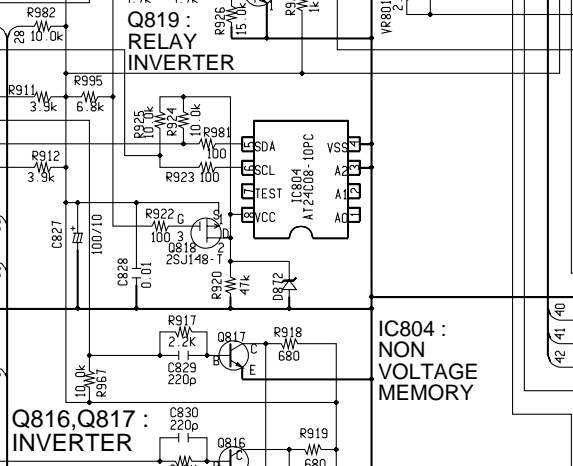 R982
10.0k
28
Q819 :
RELAY
INVERTER
R926
15.0k
1k
VR801
R911
3.9k
R995
6.8k
R925
10.0k
R924
10.0k
R981
100
R923 100
R912
3.9k
5 SDA
6 SCL
7 TEST
8 VCC
IC804
AT24C08-10PC
VSS 4
A2 3
A1 2
A0 1
C827
100/10
R922
100
G
3
S
1
D
2
Q818
2SJ148-T
C828
0.01
R920
47k
D872
R917
2.2K
C829
220p
Q817
B
C
E
R918
680
10.0k
R967
IC804 :
NON
VOLTAGE
MEMORY
40
41
42
Q816,Q817 :
INVERTER
C830
220p
Q816
C
R919
680